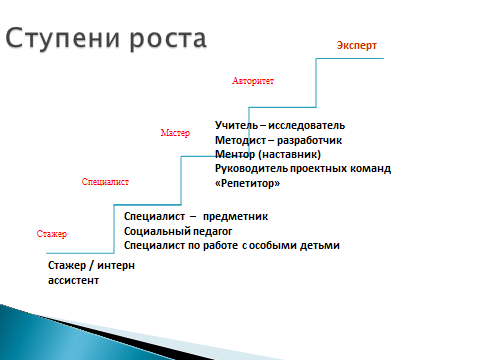 Ступени роста
Эксперт
Авторитет
Мастер
Учитель – исследователь
Методист – разработчик
Ментор (наставник)
Руководитель проектных команд
«Репетитор»
Специалист
Специалист – предметник
Социальный педагог
Специалист по работе с особыми детьми
Стажер
Стажер / интерн
ассистент